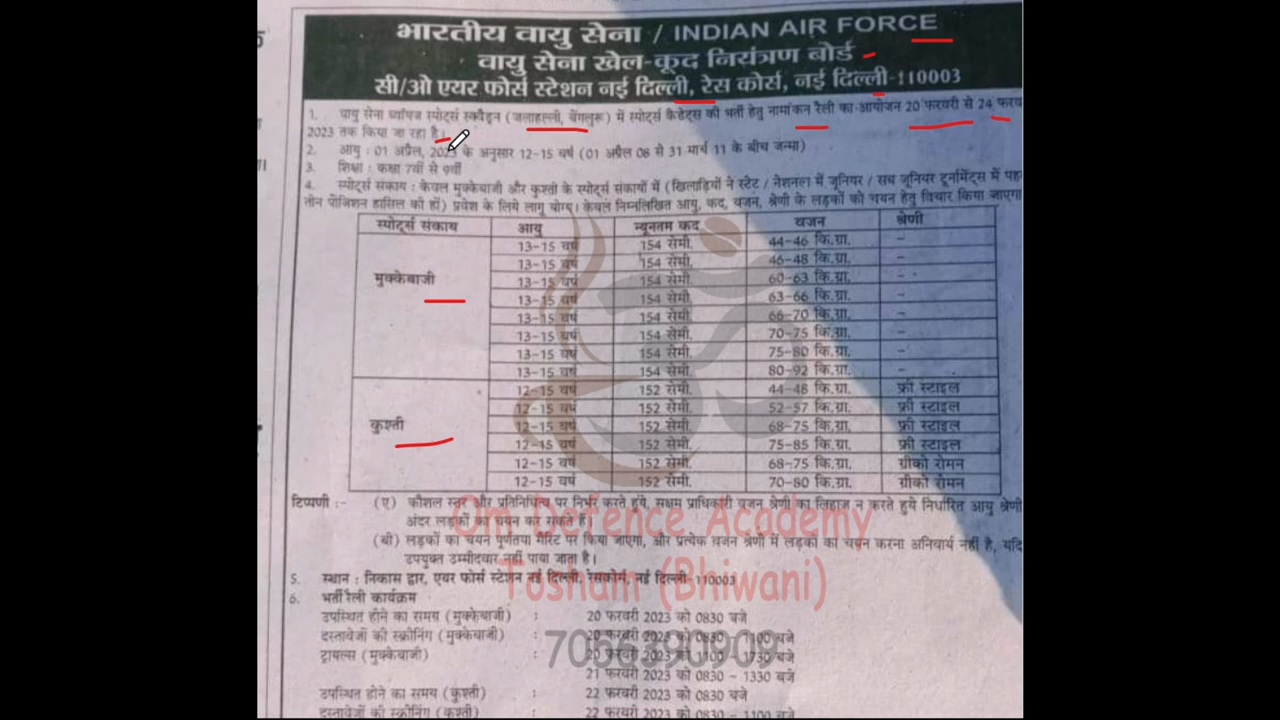 भारतीय वायु सेना / INDIAN AIR FORCE
वायु सेना खेल-कूद नियंत्रण बोर्ड
सी/ओ एयर फोर्स स्टेशन नई दिल्ली, रेस कोर्स, नई दिल्ली-110003
1. वायु सेना ब्वॉयज स्पोर्ट्स स्क्वैड्रन (जलाहल्ली, बेंगलुरू) में स्पोर्ट्स कैडेट्स की भर्ती हेतु नामांकन रैली का आयोजन 20 फरवरी से 24 फरव
2023 तक किया जा रहा है।
2. आयु : 01 अप्रैल, 2023 के अनुसार 12-15 वर्ष (01 अप्रैल 08 से 31 मार्च 11 के बीच जन्मा)
3. शिक्षा : कक्षा 7वीं से 9वीं
4. स्पोर्ट्स संकाय : केवल मुक्केबाजी और कुश्ती के स्पोर्ट्स संकायों में (खिलाड़ियों ने स्टेट / नेशनल में जुनियर / सब जूनियर टूर्नामेंट्स में पह
तीन पोजिशन हासिल की हों) प्रवेश के लिये लागू योग्य। केवल निम्नलिखित आयु, कद, वजन, श्रेणी के लड़कों को चयन हेतु विचार किया जाएगा
स्पोर्ट्स संकाय आयु न्यूनतम कद वजन श्रेणी
13-15 वर्ष 154 सेमी. 44-46 कि.ग्रा. -
13-15 वर्ष 154 सेमी. 46-48 कि.ग्रा. -
मुक्केबाजी 13-15 वर्ष 154 सेमी. 60-63 कि.ग्रा. -
13-15 वर्ष 154 सेमी. 63-66 कि.ग्रा. -
13-15 वर्ष 154 सेमी. 66-70 कि.ग्रा. -
13-15 वर्ष 154 सेमी. 70-75 कि.ग्रा. -
13-15 वर्ष 154 सेमी. 75-80 कि.ग्रा. -
13-15 वर्ष 154 सेमी. 80-92 कि.ग्रा. -
12-15 वर्ष 152 सेमी. 44-48 कि.ग्रा. फ्री स्टाइल
12-15 वर्ष 152 सेमी. 52-57 कि.ग्रा. फ्री स्टाइल
कुश्ती 12-15 वर्ष 152 सेमी. 68-75 कि.ग्रा. फ्री स्टाइल
12-15 वर्ष 152 सेमी. 75-85 कि.ग्रा. फ्री स्टाइल
12-15 वर्ष 152 सेमी. 68-75 कि.ग्रा. ग्रीको रोमन
12-15 वर्ष 152 सेमी. 70-80 कि.ग्रा. ग्रीको रोमन
टिप्पणी :- (ए) कौशल स्तर और प्रतिनिधित्व पर निर्भर करते हुये, सक्षम प्राधिकारी वजन श्रेणी का लिहाज न करते हुये निर्धारित आयु श्रेणी
अंदर लड़कों का चयन कर सकते हैं।
Om Defence Academy
(बी) लड़कों का चयन पूर्णतया मैरिट पर किया जाएगा, और प्रत्येक वजन श्रेणी में लड़कों का चयन करना अनिवार्य नहीं है, यदि
उपयुक्त उम्मीदवार नहीं पाया जाता है।
5. स्थान : निकास द्वार, एयर फोर्स स्टेशन नई दिल्ली, रेसकोर्स, नई दिल्ली-110003
Tosham (Bhiwani)
6. भर्ती रैली कार्यक्रम
उपस्थित होने का समय (मुक्केबाजी) : 20 फरवरी 2023 को 0830 बजे
दस्तावेजों की स्क्रीनिंग (मुक्केबाजी) : 20 फरवरी 2023 को 0830 - 1100 बजे
7056390909
ट्रायल्स (मुक्केबाजी) : 20 फरवरी 2023 को 1100 - 1730 बजे
21 फरवरी 2023 को 0830 - 1330 बजे
उपस्थित होने का समय (कुश्ती) : 22 फरवरी 2023 को 0830 बजे
दस्तावेजों की स्क्रीनिंग (कुश्ती) : 22 फरवरी 2023 को 0830 - 1100 बजे